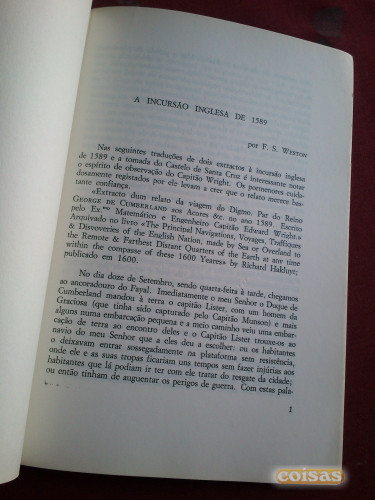 A INCURSÃO INGLESA DE 1589
por F. S. Weston
Nas seguintes traduções de dois extractos à incursão inglesa
de 1589 e a tomada do Castelo de Santa Cruz é interessante notar
o espírito de observação do Capitão Wright. Os pormenores cuida-
dosamente registados por ele levam a crer que o relato merece bas-
tante confiança.
«Extracto dum relato da viagem do Digmo. Par do Reino
George de Cumberland aos Açores &c. no ano 1589. Escrito
pelo Ex.mo Matemático e Engenheiro Capitão Edward Wright.»
Arquivado no livro «The Principal Navigations, Voyages, Traffiques
& Disvoveries of the English Nation, made by Sea or Overland to
the Remote & Farthest Distant Quarters of the Earth at any time
within the compasse of these 1600 Yeares» by Richard Hakluyt;
publicado em 1600.
No dia doze de Setembro, sendo quarta-feira à tarde, chegamos
ao ancoradouro do Fayal. Imediatamente o meu Senhor o Duque de
Cumberland mandou à terra o capitão Lister, com um homem da
Graciosa (que tinha sido capturado pelo Capitão Munson) e mais
alguns numa embarcação pequena e a meio caminho veiu uma embar-
cação de terra ao encontro deles e o Capitão Lister trouxe-os ao
navio do meu Senhor que a eles deu a escolher: ou os habitantes
o deixavam entrar sossegadamente na plataforma sem resistência,
onde ele e as suas tropas ficariam uns tempos sem fazer injúrias aos
habitantes que lá podiam ir ter com ele tratar do resgate da cidade;
ou então tinham de aguentar os perigos de guerra. Com estas pala-
1
coisas